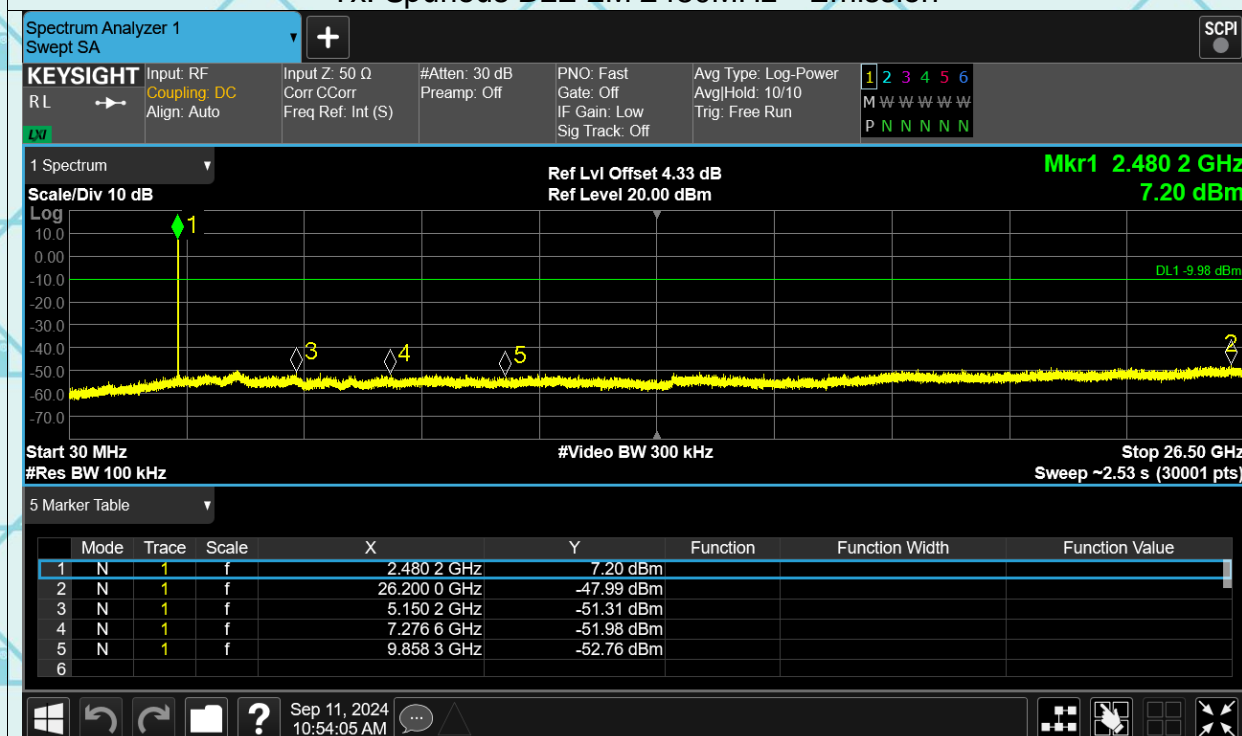 Spectrum Analyzer 1
Swept SA
+
SCPI
KEYSIGHT
RL
LXI
Input: RF
Coupling: DC
Align: Auto
Input Z: 50 Ω
Corr CCorr
Freq Ref: Int (S)
#Atten: 30 dB
Preamp: Off
PNO: Fast
Gate: Off
IF Gain: Low
Sig Track: Off
Avg Type: Log-Power
Avg|Hold: 10/10
Trig: Free Run
1 2 3 4 5 6
M W W W W W
P N N N N N
1 Spectrum
Scale/Div 10 dB
Ref Lvl Offset 4.33 dB
Ref Level 20.00 dBm
Mkr1 2.480 2 GHz
7.20 dBm
Log
10.0
0.00
-10.0
-20.0
-30.0
-40.0
-50.0
-60.0
-70.0
1
DL1 -9.98 dBm
3
4
5
2
Start 30 MHz
#Video BW 300 kHz
Stop 26.50 GHz
#Res BW 100 kHz
Sweep ~2.53 s (30001 pts)
5 Marker Table
Mode Trace Scale X Y Function Function Width Function Value
1 N 1 f 2.480 2 GHz 7.20 dBm
2 N 1 f 26.200 0 GHz -47.99 dBm
3 N 1 f 5.150 2 GHz -51.31 dBm
4 N 1 f 7.276 6 GHz -51.98 dBm
5 N 1 f 9.858 3 GHz -52.76 dBm
6
?
Sep 11, 2024
10:54:05 AM